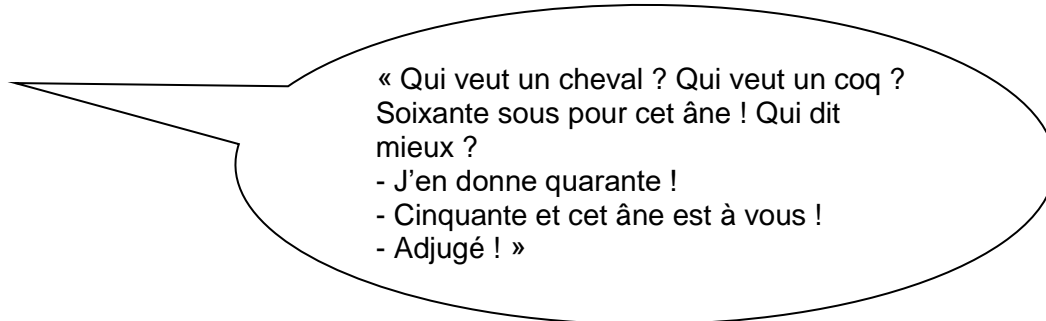 « Qui veut un cheval ? Qui veut un coq ?
Soixante sous pour cet âne ! Qui dit
mieux ?
- J’en donne quarante !
- Cinquante et cet âne est à vous !
- Adjugé ! »